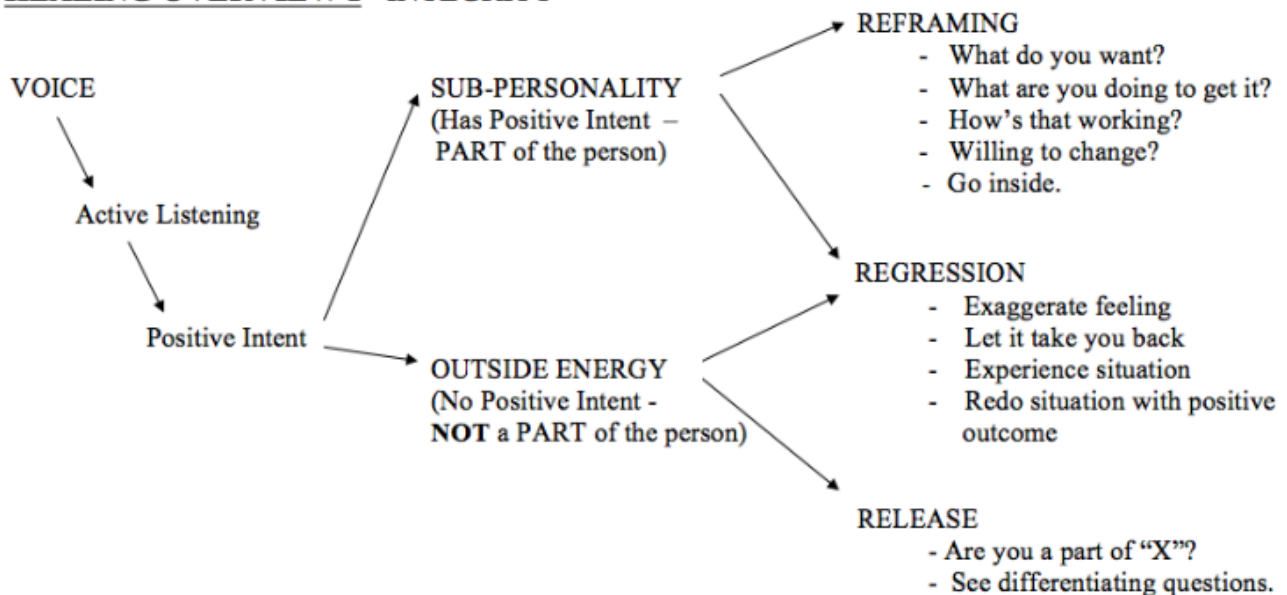 VOICE
Active Listening
Positive Intent
SUB-PERSONALITY
(Has Positive Intent –
PART of the person)
OUTSIDE ENERGY
(No Positive Intent -
NOT a PART of the person)
REFRAMING
- What do you want?
- What are you doing to get it?
- How's that working?
- Willing to change?
- Go inside.
REGRESSION
- Exaggerate feeling
- Let it take you back
- Experience situation
- Redo situation with positive
outcome
RELEASE
- Are you a part of “X”?
- See differentiating questions.